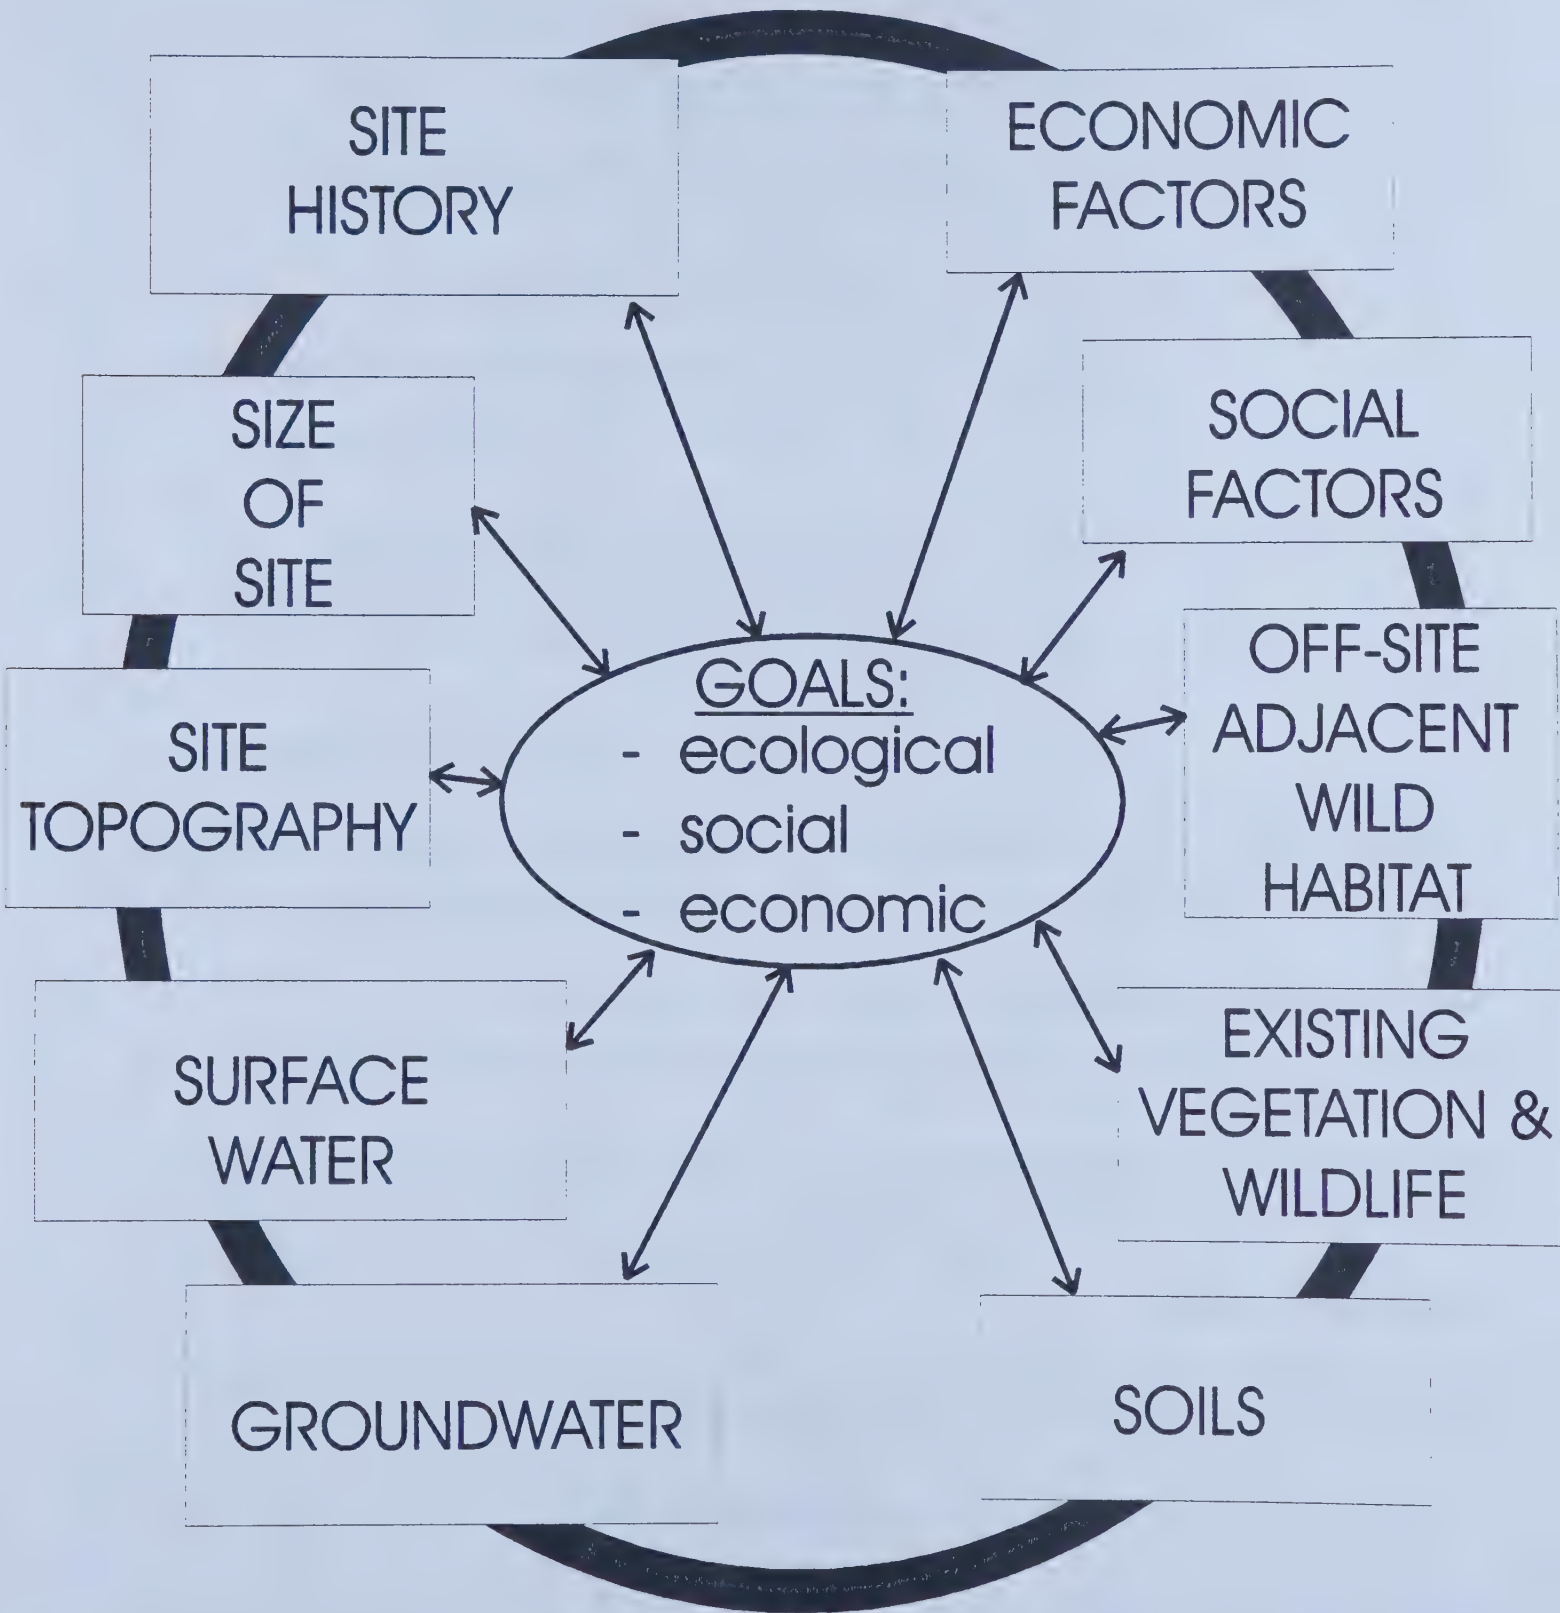 SITE
HISTORY
ECONOMIC
FACTORS
SIZE
OF
SITE
SOCIAL
FACTORS
SITE
TOPOGRAPHY
GOALS:
- ecological
- social
- economic
OFF-SITE
ADJACENT
WILD
HABITAT
SURFACE
WATER
EXISTING
VEGETATION &
WILDLIFE
GROUNDWATER
SOILS